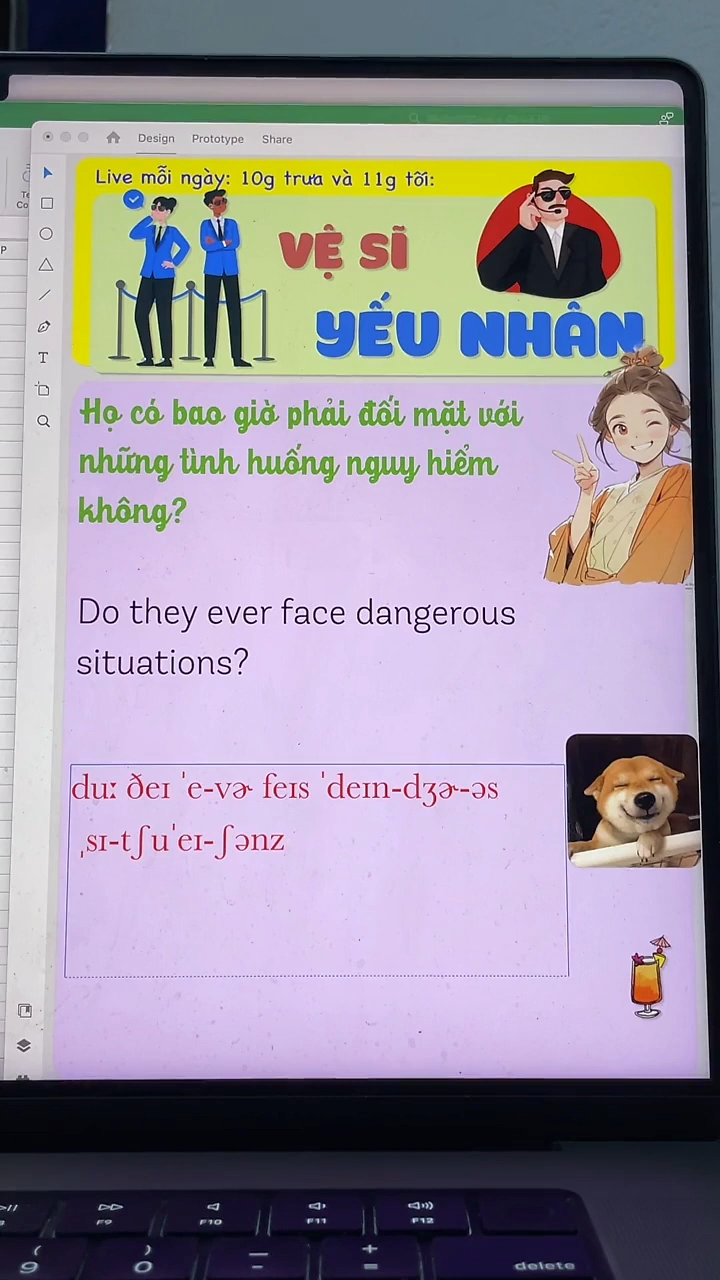 Design Prototype Share
Live mỗi ngày: 10g trưa và 11g tối:
VỆ SĨ
YẾU NHÂN
Họ có bao giờ phải đối mặt với
những tình huống nguy hiểm
không?
Do they ever face dangerous
situations?
duː ðeɪ ˈe-vɚ feɪs ˈdeɪn-dʒɚ-əs
ˌsɪ-tʃuˈeɪ-ʃənz
F9 F10 F11 F12
( ) — +
9 0 - = delete